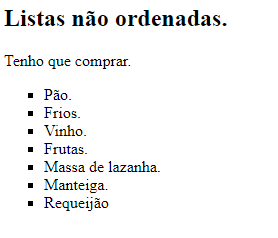 Listas não ordenadas.
Tenho que comprar.
Pão.
Frios.
Vinho.
Frutas.
Massa de lazanha.
Manteiga.
Requeijão